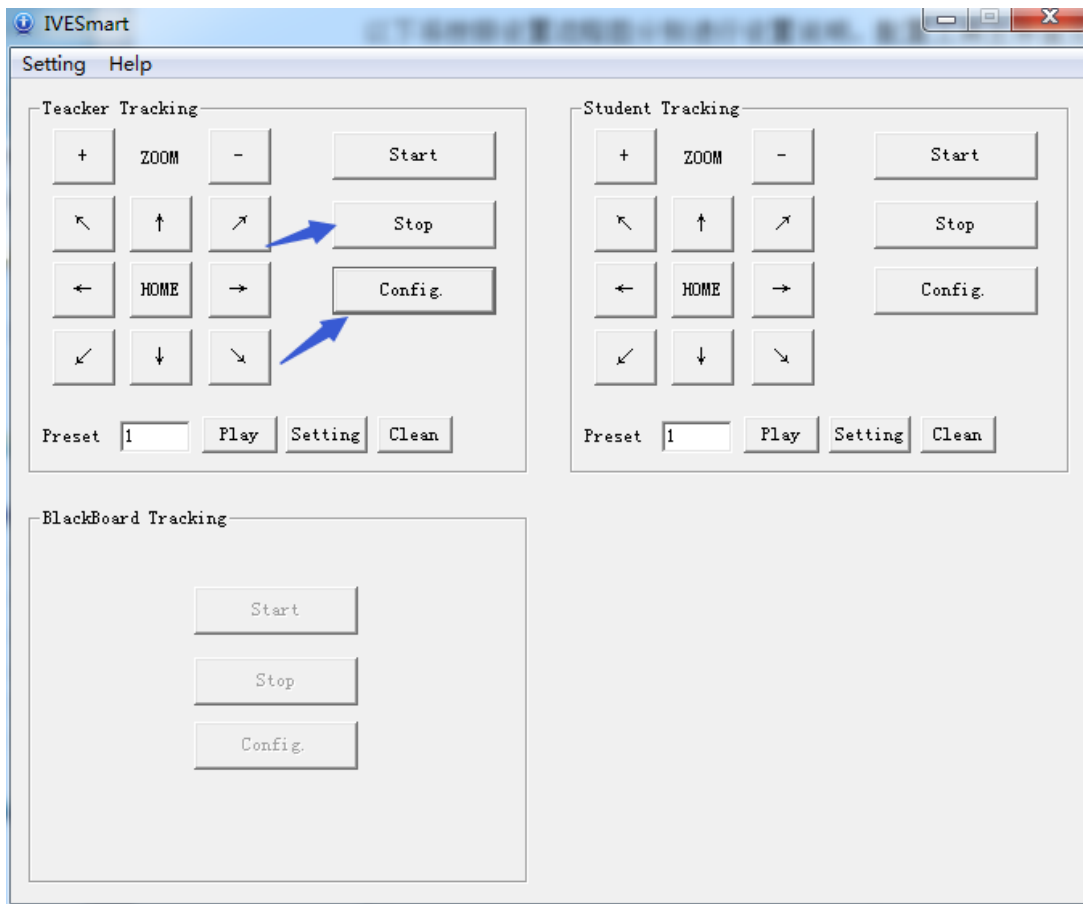 IVESmart
Setting Help
Teacker Tracking
+ ZOOM - Start
↖ ↑ ↗ Stop
← HOME → Config.
↙ ↓ ↘
Preset 1 Play Setting Clean
Student Tracking
+ ZOOM - Start
↖ ↑ ↗ Stop
← HOME → Config.
↙ ↓ ↘
Preset 1 Play Setting Clean
BlackBoard Tracking
Start
Stop
Config.